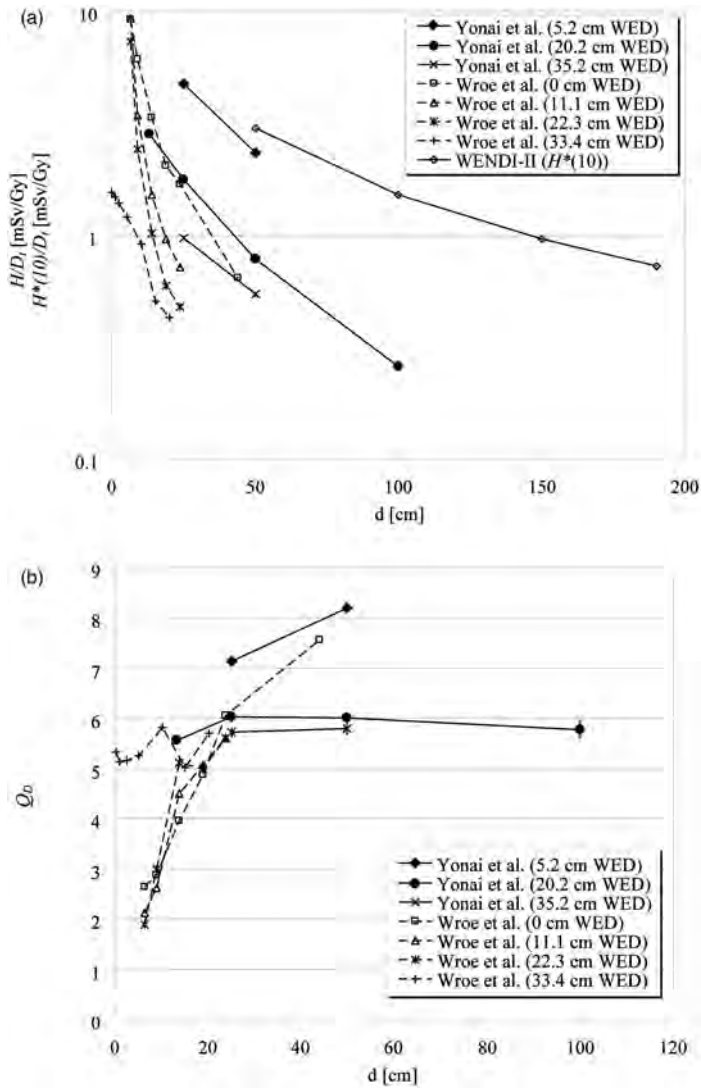 (a)
10
1
0.1
H/Dt [mSv/Gy]
H*(10)/Dt [mSv/Gy]
Yonai et al. (5.2 cm WED)
Yonai et al. (20.2 cm WED)
Yonai et al. (35.2 cm WED)
Wroe et al. (0 cm WED)
Wroe et al. (11.1 cm WED)
Wroe et al. (22.3 cm WED)
Wroe et al. (33.4 cm WED)
WENDI-II (H*(10))
0 50 100 150 200
d [cm]
(b)
9
8
7
6
5
4
3
2
1
0
QD
Yonai et al. (5.2 cm WED)
Yonai et al. (20.2 cm WED)
Yonai et al. (35.2 cm WED)
Wroe et al. (0 cm WED)
Wroe et al. (11.1 cm WED)
Wroe et al. (22.3 cm WED)
Wroe et al. (33.4 cm WED)
0 20 40 60 80 100 120
d [cm]